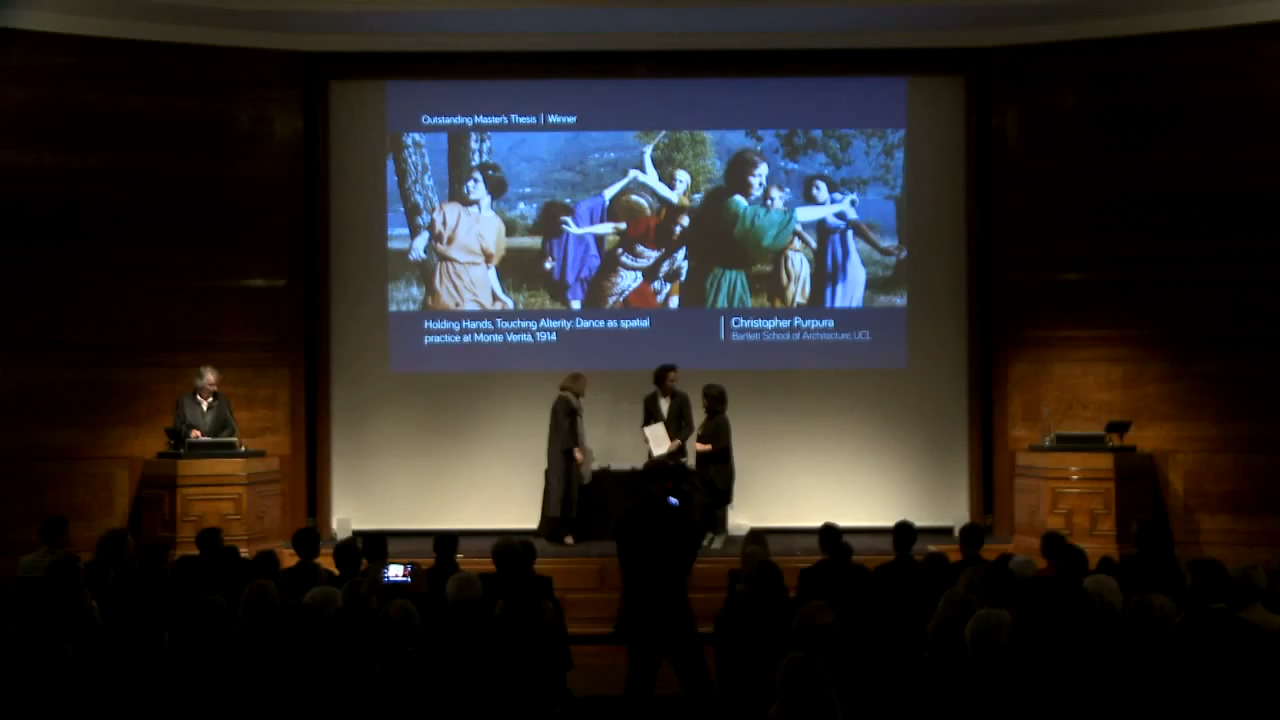 Outstanding Master's Thesis | Winner
Holding Hands, Touching Alterity: Dance as spatial
practice at Monte Verità, 1914
Christopher Purpura
Bartlett School of Architecture, UCL